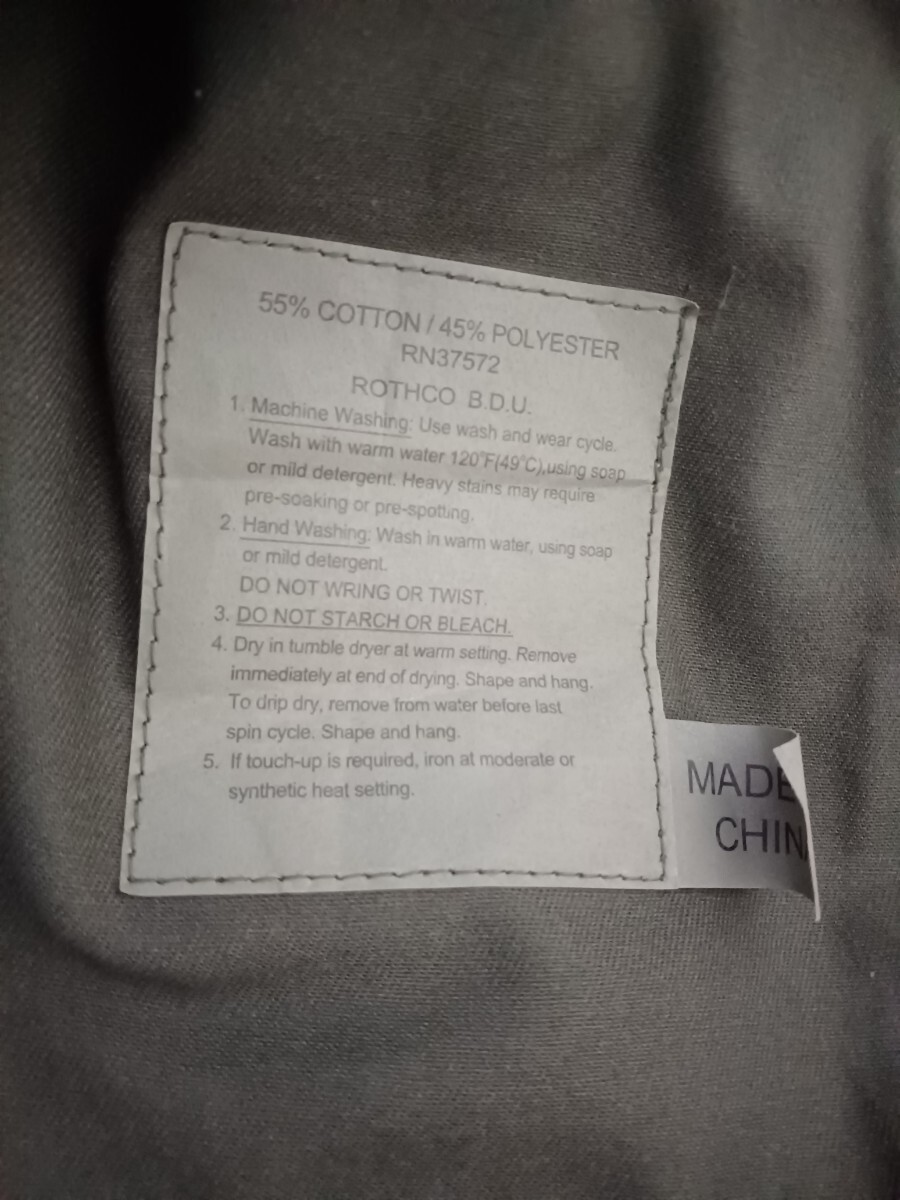 55% COTTON / 45% POLYESTER
RN37572
ROTHCO B.D.U.
1. Machine Washing: Use wash and wear cycle.
Wash with warm water 120°F(49°C),using soap
or mild detergent. Heavy stains may require
pre-soaking or pre-spotting.
2. Hand Washing: Wash in warm water, using soap
or mild detergent.
DO NOT WRING OR TWIST.
3. DO NOT STARCH OR BLEACH.
4. Dry in tumble dryer at warm setting. Remove
immediately at end of drying. Shape and hang.
To drip dry, remove from water before last
spin cycle. Shape and hang.
5. If touch-up is required, iron at moderate or
synthetic heat setting.
MADE
CHIN